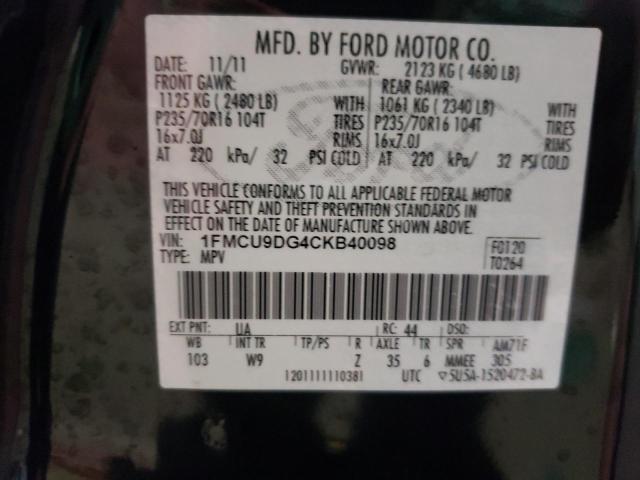 MFD. BY FORD MOTOR CO.
DATE: 11/11 GVWR: 2123 KG ( 4680 LB)
FRONT GAWR: REAR GAWR:
1125 KG ( 2480 LB) WITH 1061 KG ( 2340 LB) WITH
P235/70R16 104T TIRES P235/70R16 104T TIRES
16x7.0J RIMS 16x7.0J RIMS
AT 220 kPa/ 32 PSI COLD AT 220 kPa/ 32 PSI COLD
THIS VEHICLE CONFORMS TO ALL APPLICABLE FEDERAL MOTOR
VEHICLE SAFETY AND THEFT PREVENTION STANDARDS IN
EFFECT ON THE DATE OF MANUFACTURE SHOWN ABOVE.
VIN: 1FMCU9DG4CKB40098 F0120
TYPE: MPV T0264
EXT PNT: UA RC: 44 DSO:
WB INT TR TP/PS R AXLE TR SPR AM71F
103 W9 Z 35 6 MMEE 305
1201111110381 UTC ▽5U5A-1520472-BA